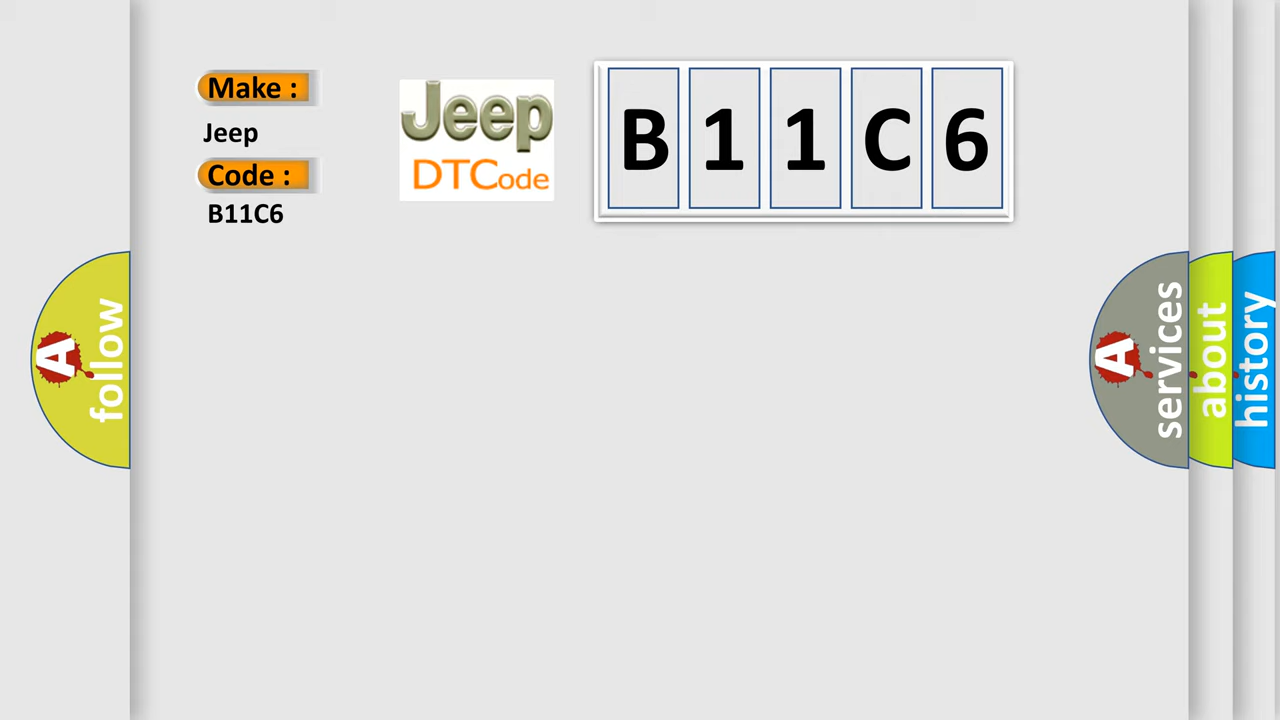 Make :
Jeep
Code :
B11C6
Jeep
DTCode
B 1 1 C 6
A follow
A services
about
history